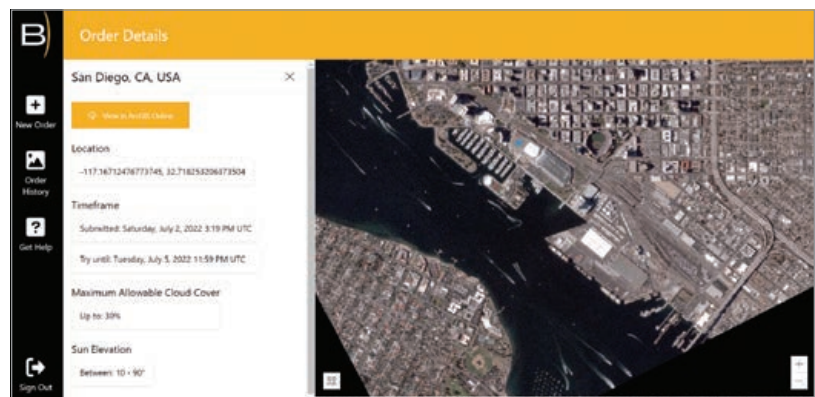 B
Order Details
San Diego, CA, USA
View in ArcGIS Online
Location
-117.16712476773745, 32.718253206373504
Timeframe
Submitted: Saturday, July 2, 2022 3:19 PM UTC
Try until: Tuesday, July 5, 2022 11:59 PM UTC
Maximum Allowable Cloud Cover
Up to: 30%
Sun Elevation
Between: 10 - 90°
New Order
Order
History
Get Help
Sign Out